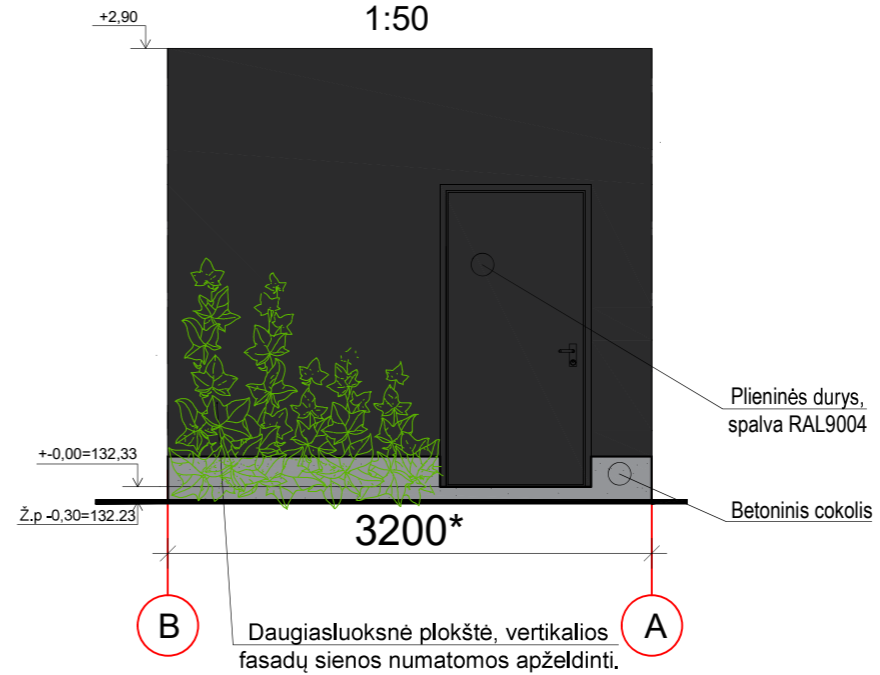 1:50
+2,90
Plieninės durys,
spalva RAL9004
+-0,00=132,33
Betoninis cokolis
Ž.p -0,30=132.23
3200*
B
A
Daugiasluoksnė plokštė, vertikalios
fasadų sienos numatomos apželdinti.